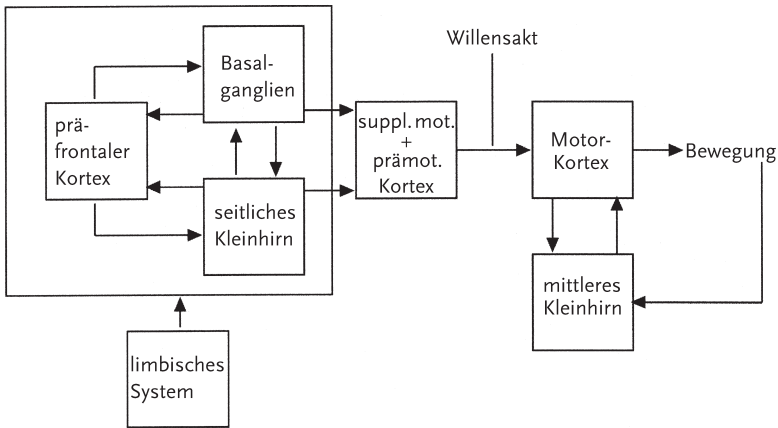 Willensakt
Basal-
ganglien
prä-
frontaler
Kortex
suppl. mot.
+
prämot.
Kortex
Motor-
Kortex
Bewegung
seitliches
Kleinhirn
mittleres
Kleinhirn
limbisches
System